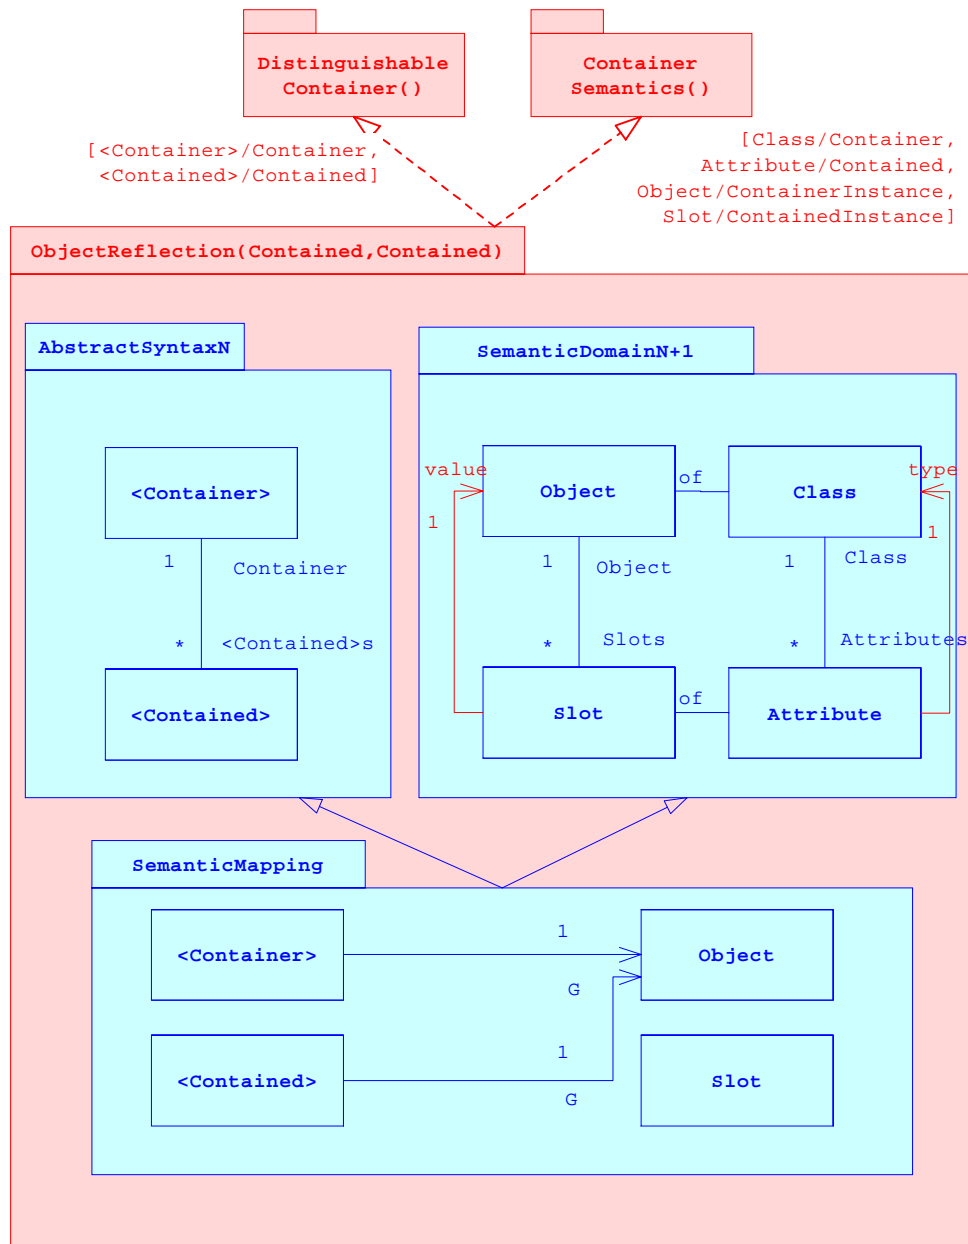 Distinguishable
Container()
Container
Semantics()
[<Container>/Container,
<Contained>/Contained]
[Class/Container,
Attribute/Contained,
Object/ContainerInstance,
Slot/ContainedInstance]
ObjectReflection(Contained,Contained)
AbstractSyntaxN
<Container>
1
Container
*
<Contained>s
<Contained>
SemanticDomainN+1
value
Object
of
Class
type
1
1
1
Object
1
Class
*
Slots
*
Attributes
Slot
of
Attribute
SemanticMapping
<Container>
1
Object
G
<Contained>
1
G
Slot